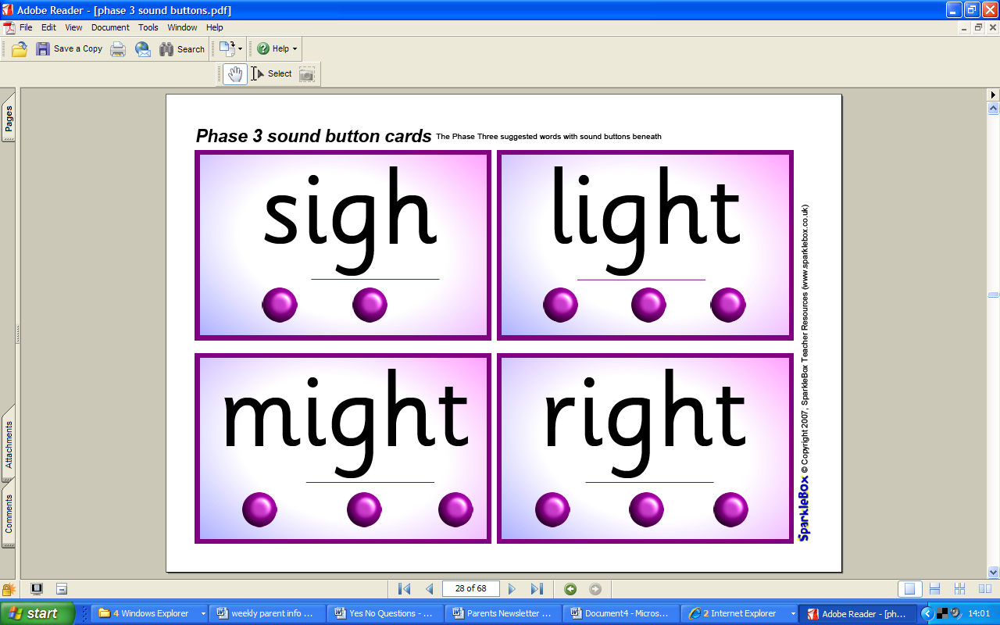 Adobe Reader - [phase 3 sound buttons.pdf]
File Edit View Document Tools Window Help
Save a Copy Search Help
Select
Pages
Attachments
Comments
Phase 3 sound button cards The Phase Three suggested words with sound buttons beneath
sigh light
might right
SparkleBox © Copyright 2007, SparkleBox Teacher Resources (www.sparklebox.co.uk)
28 of 68
start 4 Windows Explorer weekly parent info ... Yes No Questions - ... Parents Newsletter ... Document4 - Micros... 2 Internet Explorer Adobe Reader - [ph... 14:01